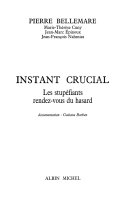 PIERRE BELLEMARE
Marie-Thérèse Cuny
Jean-Marc Épinoux
Jean-François Nahmias
INSTANT CRUCIAL
Les stupéfiants
rendez-vous du hasard
Documentation : Gaëtane Barben
ALBIN MICHEL